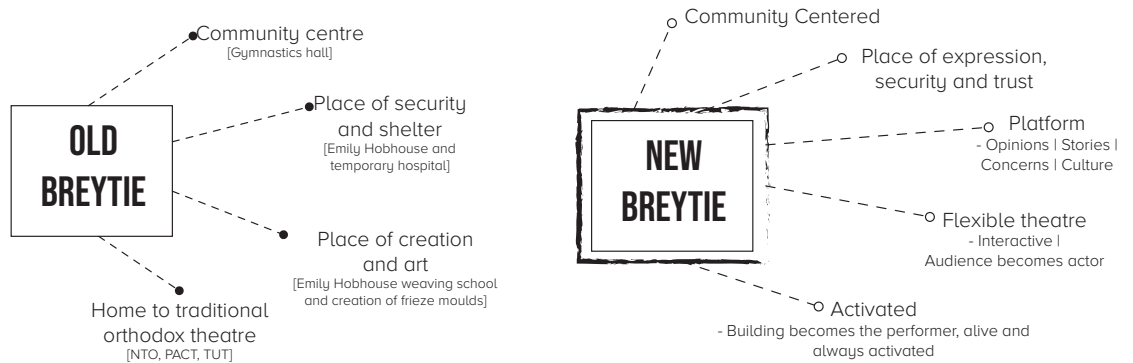 OLD
BREYTIE
Community centre
[Gymnastics hall]
Place of security
and shelter
[Emily Hobhouse and
temporary hospital]
Place of creation
and art
[Emily Hobhouse weaving school
and creation of frieze moulds]
Home to traditional
orthodox theatre
[NTO, PACT, TUT]
NEW
BREYTIE
Community Centered
Place of expression,
security and trust
Platform
- Opinions | Stories |
Concerns | Culture
Flexible theatre
- Interactive |
Audience becomes actor
Activated
- Building becomes the performer, alive and
always activated